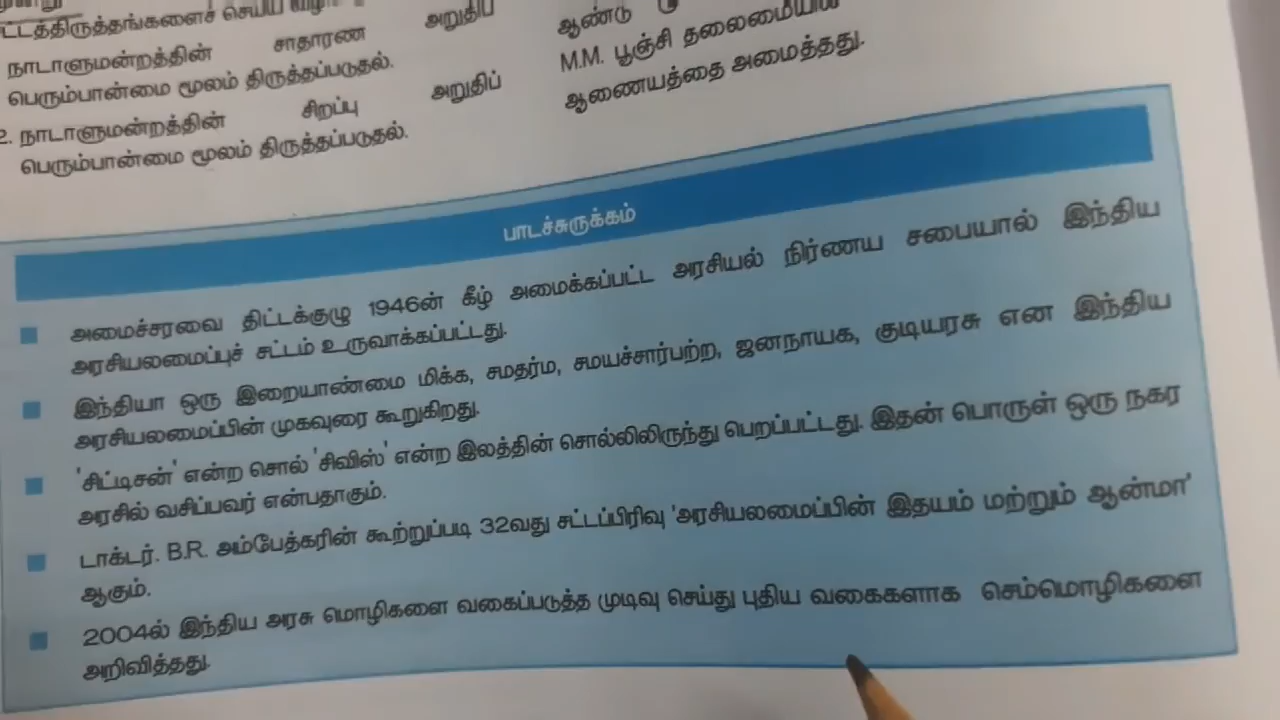 ட்டத்திருத்தங்களைச் செய்ய
நாடாளுமன்றத்தின் சாதாரண அறுதிப்
பெரும்பான்மை மூலம் திருத்தப்படுதல்.
2. நாடாளுமன்றத்தின் சிறப்பு அறுதிப்
பெரும்பான்மை மூலம் திருத்தப்படுதல்.
ஆண்டு
M.M. பூஞ்சி தலைமையில்
ஆணையத்தை அமைத்தது.
பாடச்சுருக்கம்
அமைச்சரவை திட்டக்குழு 1946ன் கீழ் அமைக்கப்பட்ட அரசியல் நிர்ணய சபையால் இந்திய
அரசியலமைப்புச் சட்டம் உருவாக்கப்பட்டது.
இந்தியா ஒரு இறையாண்மை மிக்க, சமதர்ம, சமயச்சார்பற்ற, ஜனநாயக, குடியரசு என இந்திய
அரசியலமைப்பின் முகவுரை கூறுகிறது.
'சிட்டிசன்' என்ற சொல் 'சிவிஸ்' என்ற இலத்தின் சொல்லிலிருந்து பெறப்பட்டது. இதன் பொருள் ஒரு நகர
அரசில் வசிப்பவர் என்பதாகும்.
டாக்டர். B.R. அம்பேத்கரின் கூற்றுப்படி 32வது சட்டப்பிரிவு 'அரசியலமைப்பின் இதயம் மற்றும் ஆன்மா'
ஆகும்.
2004ல் இந்திய அரசு மொழிகளை வகைப்படுத்த முடிவு செய்து புதிய வகைகளாக செம்மொழிகளை
அறிவித்தது.